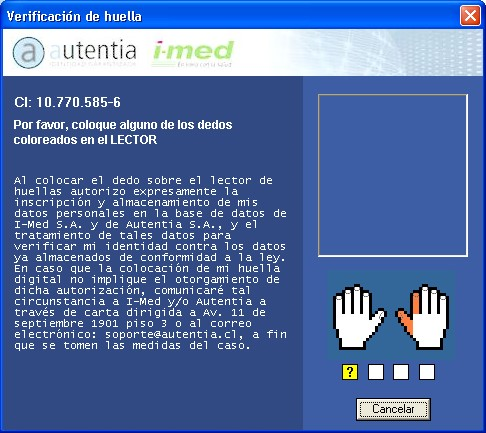 Verificación de huella
autentia
i-med
CI: 10.770.585-6
Por favor, coloque alguno de los dedos
coloreados en el LECTOR
Al colocar el dedo sobre el lector de
huellas autorizo expresamente la
inscripción y almacenamiento de mis
datos personales en la base de datos de
I-Med S.A. y de Autentia S.A., y el
tratamiento de tales datos para
verificar mi identidad contra los datos
ya almacenados de conformidad a la ley.
En caso que la colocación de mi huella
digital no implique el otorgamiento de
dicha autorización, comunicaré tal
circunstancia a I-Med y/o Autentia a
través de carta dirigida a Av. 11 de
septiembre 1901 piso 3 o al correo
electrónico: soporte@autentia.cl, a fin
que se tomen las medidas del caso.
?
Cancelar